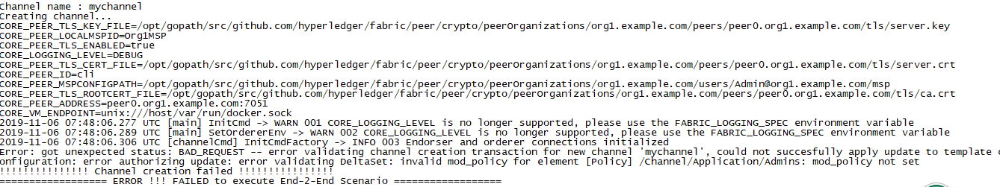 Channel name : mychannel
Creating channel...
CORE_PEER_TLS_KEY_FILE=/opt/gopath/src/github.com/hyperledger/fabric/peer/crypto/peerOrganizations/org1.example.com/peers/peer0.org1.example.com/tls/server.key
CORE_PEER_LOCALMSPID=Org1MSP
CORE_PEER_TLS_ENABLED=true
CORE_LOGGING_LEVEL=DEBUG
CORE_PEER_TLS_CERT_FILE=/opt/gopath/src/github.com/hyperledger/fabric/peer/crypto/peerOrganizations/org1.example.com/peers/peer0.org1.example.com/tls/server.crt
CORE_PEER_ID=cli
CORE_PEER_MSPCONFIGPATH=/opt/gopath/src/github.com/hyperledger/fabric/peer/crypto/peerOrganizations/org1.example.com/users/Admin@org1.example.com/msp
CORE_PEER_TLS_ROOTCERT_FILE=/opt/gopath/src/github.com/hyperledger/fabric/peer/crypto/peerOrganizations/org1.example.com/peers/peer0.org1.example.com/tls/ca.crt
CORE_PEER_ADDRESS=peer0.org1.example.com:7051
CORE_VM_ENDPOINT=unix:///host/var/run/docker.sock
2019-11-06 07:48:06.277 UTC [main] InitCmd -> WARN 001 CORE_LOGGING_LEVEL is no longer supported, please use the FABRIC_LOGGING_SPEC environment variable
2019-11-06 07:48:06.289 UTC [main] SetOrdererEnv -> WARN 002 CORE_LOGGING_LEVEL is no longer supported, please use the FABRIC_LOGGING_SPEC environment variable
2019-11-06 07:48:06.306 UTC [channelCmd] InitCmdFactory -> INFO 003 Endorser and orderer connections initialized
Error: got unexpected status: BAD_REQUEST -- error validating channel creation transaction for new channel 'mychannel', could not succesfully apply update to template c
onfiguration: error authorizing update: error validating DeltaSet: invalid mod_policy for element [Policy] /Channel/Application/Admins: mod_policy not set
!!!!!!!!!!!!!!! Channel creation failed !!!!!!!!!!!!!!!!
================== ERROR !!! FAILED to execute End-2-End Scenario ==================